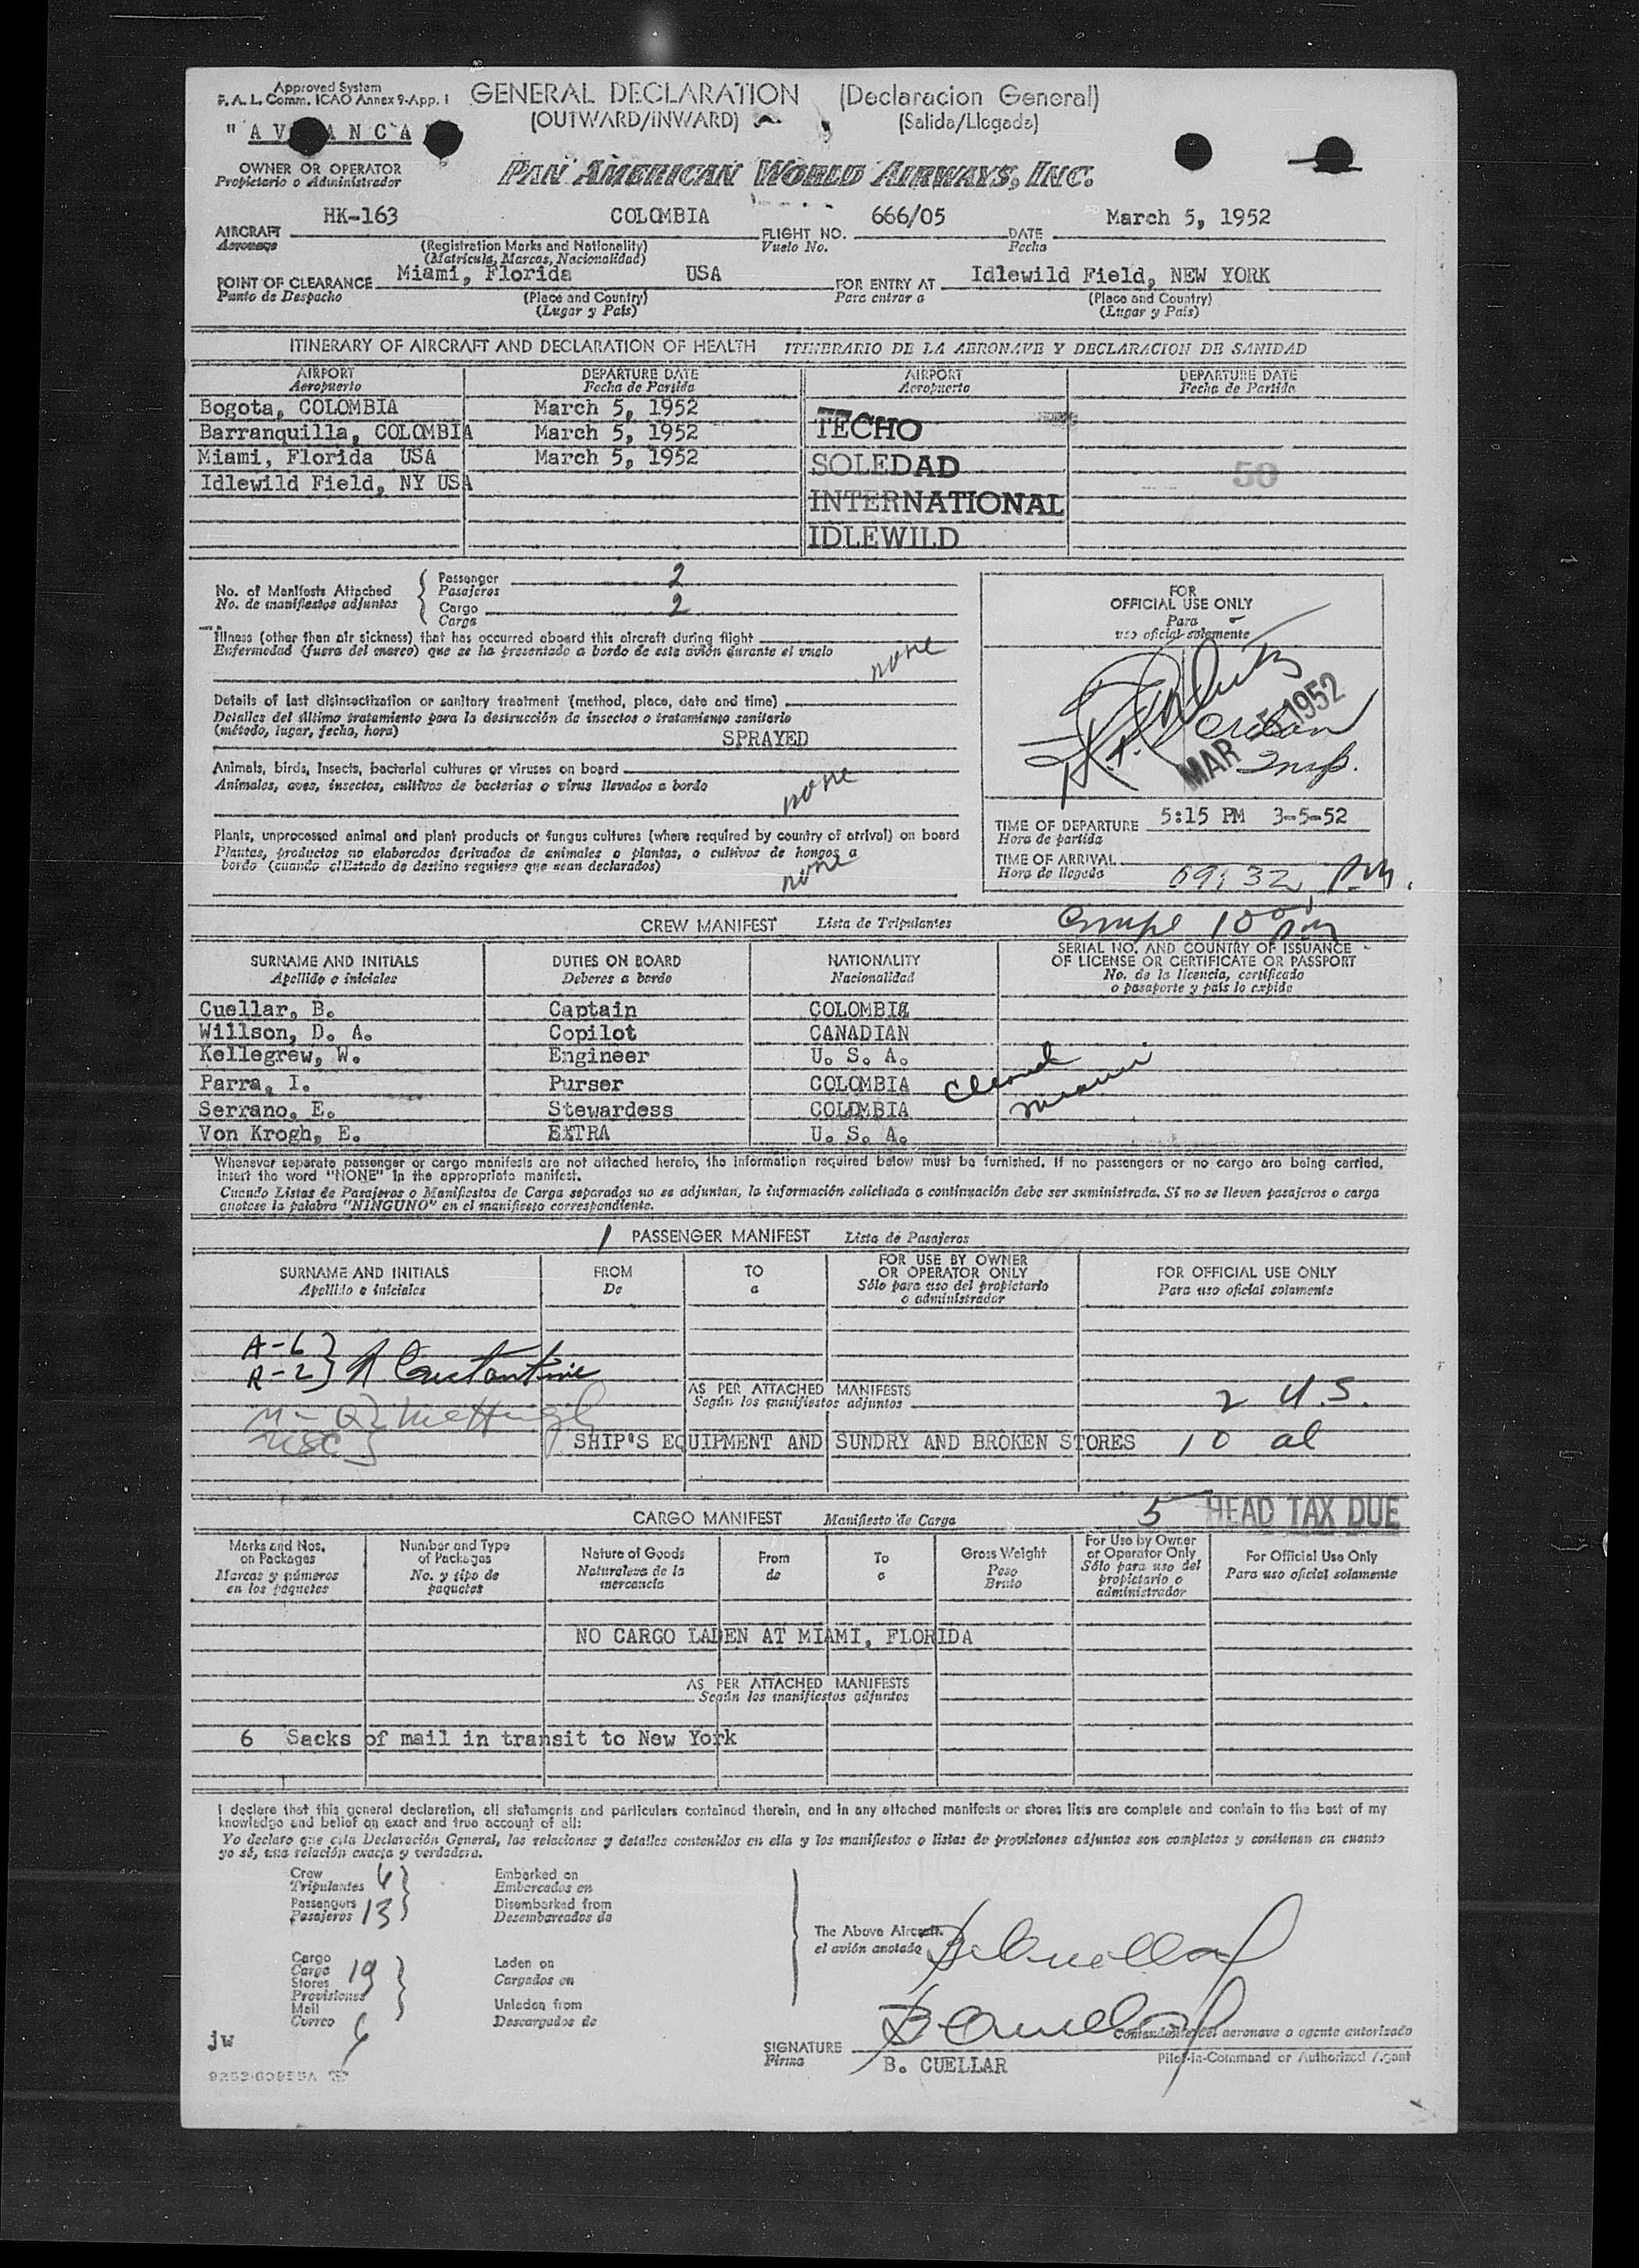 Approved System
F. A. L. Comm. ICAO Annex 9-App. I
GENERAL DECLARATION (Declaracion General)
(OUTWARD/INWARD) (Salida/Llegada)
" A V I A N C A "
OWNER OR OPERATOR
Propietario o Administrador
PAN AMERICAN WORLD AIRWAYS, INC.
HK-163 COLOMBIA 666/05 March 5, 1952
AIRCRAFT FLIGHT NO. DATE
Aeronave (Registration Marks and Nationality) Vuelo No. Fecha
(Matricula, Marcas, Nacionalidad)
Miami, Florida USA Idlewild Field, NEW YORK
POINT OF CLEARANCE FOR ENTRY AT
Punto de Despacho (Place and Country) Para entrar a (Place and Country)
(Lugar y País) (Lugar y País)
ITINERARY OF AIRCRAFT AND DECLARATION OF HEALTH ITINERARIO DE LA AERONAVE Y DECLARACION DE SANIDAD
AIRPORT DEPARTURE DATE AIRPORT DEPARTURE DATE
Aeropuerto Fecha de Partida Aeropuerto Fecha de Partida
Bogota, COLOMBIA March 5, 1952
Barranquilla, COLOMBIA March 5, 1952 TECHO
Miami, Florida USA March 5, 1952 SOLEDAD 50
Idlewild Field, NY USA
INTERNATIONAL
IDLEWILD
No. of Manifests Attached Passenger 2
No. de manifiestos adjuntos Pasajeros
Cargo 2
Carga
Illness (other than air sickness) that has occurred aboard this aircraft during flight
Enfermedad (fuera del mareo) que se ha presentado a bordo de este avión durante el vuelo none
Details of last disinsectization or sanitary treatment (method, place, date and time)
Detalles del último tratamiento para la destrucción de insectos o tratamiento sanitario
(método, lugar, fecha, hora)
SPRAYED
Animals, birds, insects, bacterial cultures or viruses on board
Animales, aves, insectos, cultivos de bacterias o virus llevados a bordo none
Plants, unprocessed animal and plant products or fungus cultures (where required by country of arrival) on board
Plantas, productos no elaborados derivados de animales o plantas, o cultivos de hongos a
bordo (cuando el Estado de destino requiere que sean declarados) none
FOR
OFFICIAL USE ONLY
Para
uso oficial solamente
MAR 5 1952
Insp.
TIME OF DEPARTURE 5:15 PM 3-5-52
Hora de partida
TIME OF ARRIVAL
Hora de llegada 09:32 P.M.
CREW MANIFEST Lista de Tripulantes
SURNAME AND INITIALS DUTIES ON BOARD NATIONALITY SERIAL NO. AND COUNTRY OF ISSUANCE
OF LICENSE OR CERTIFICATE OR PASSPORT
Apellido e iniciales Deberes a bordo Nacionalidad No. de la licencia, certificado
o pasaporte y país lo expide
Cuellar, B. Captain COLOMBIA
Willson, D. A. Copilot CANADIAN
Kellegrew, W. Engineer U. S. A.
Parra, I. Purser COLOMBIA
Serrano, E. Stewardess COLOMBIA
Von Krogh, E. EXTRA U. S. A.
Cleared
Miami
Whenever separate passenger or cargo manifests are not attached hereto, the information required below must be furnished. If no passengers or no cargo are being carried,
insert the word "NONE" in the appropriate manifest.
Cuando Listas de Pasajeros o Manifiestos de Carga separados no se adjuntan, la información solicitada a continuación debe ser suministrada. Si no se lleven pasajeros o carga
anotese la palabra "NINGUNO" en el manifiesto correspondiente.
PASSENGER MANIFEST Lista de Pasajeros
SURNAME AND INITIALS FROM TO FOR USE BY OWNER
OR OPERATOR ONLY FOR OFFICIAL USE ONLY
Apellido e iniciales De a Sólo para uso del propietario
o administrador Para uso oficial solamente
A-6
R-2 Constantine
AS PER ATTACHED MANIFESTS
Según los manifiestos adjuntos 2 U.S.
SHIP'S EQUIPMENT AND SUNDRY AND BROKEN STORES 10 al
5 HEAD TAX DUE
CARGO MANIFEST Manifiesto de Carga
Marks and Nos.
on Packages
Marcas y números
en los paquetes
Number and Type
of Packages
No. y tipo de
paquetes
Nature of Goods
Naturaleza de la
mercancía
From
de
To
a
Gross Weight
Peso
Bruto
For Use by Owner
or Operator Only
Sólo para uso del
propietario o
administrador
For Official Use Only
Para uso oficial solamente
NO CARGO LADEN AT MIAMI, FLORIDA
AS PER ATTACHED MANIFESTS
Según los manifiestos adjuntos
6 Sacks of mail in transit to New York
I declare that this general declaration, all statements and particulars contained therein, and in any attached manifests or stores lists are complete and contain to the best of my
knowledge and belief an exact and true account of all:
Yo declaro que esta Declaración General, las relaciones y detalles contenidos en ella y los manifiestos o listas de provisiones adjuntos son completos y contienen en cuanto
yo sé, una relación exacta y verdadera.
Crew 6 Embarked on
Tripulantes Embarcados en
Passengers 13 Disembarked from
Pasajeros Desembarcados de
The Above Aircraft.
el avión anotado B. Cuellar
Cargo
Carga
Stores 19
Provisiones
Mail
Correo 6
Laden on
Cargados en
Unladen from
Descargados de
B. Cuellar
Comandante del aeronave o agente autorizado
SIGNATURE
Firma B. CUELLAR Pilot-in-Command or Authorized Agent
jw